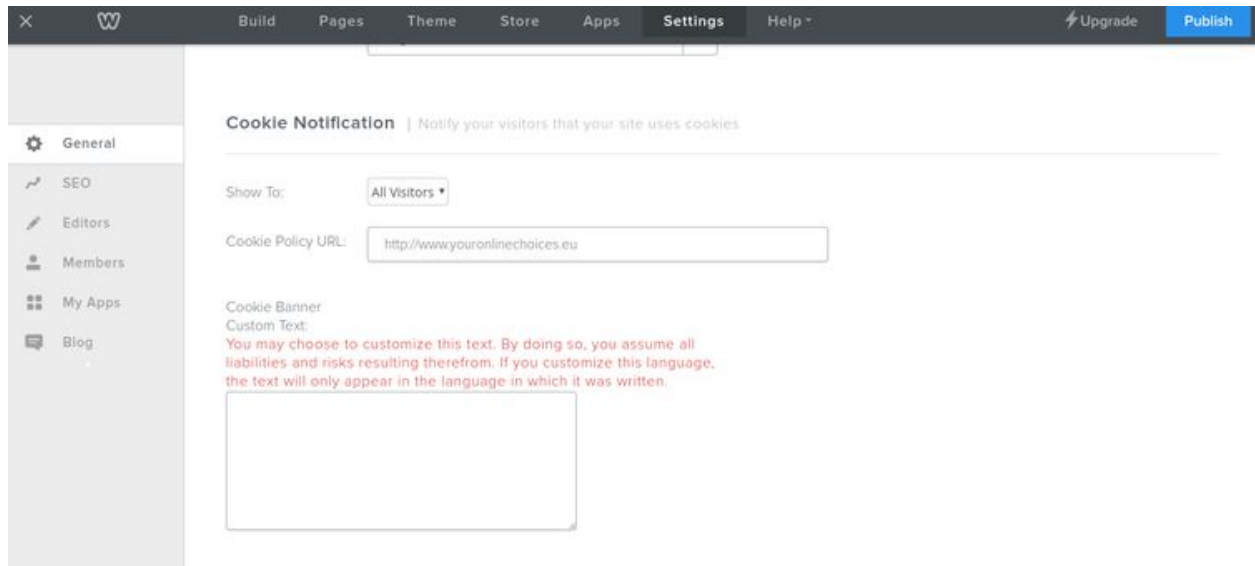 Build Pages Theme Store Apps Settings Help Upgrade Publish
General
SEO
Editors
Members
My Apps
Blog
Cookie Notification | Notify your visitors that your site uses cookies
Show To: All Visitors
Cookie Policy URL: http://www.youronlinechoices.eu
Cookie Banner
Custom Text:
You may choose to customize this text. By doing so, you assume all
liabilities and risks resulting therefrom. If you customize this language,
the text will only appear in the language in which it was written.